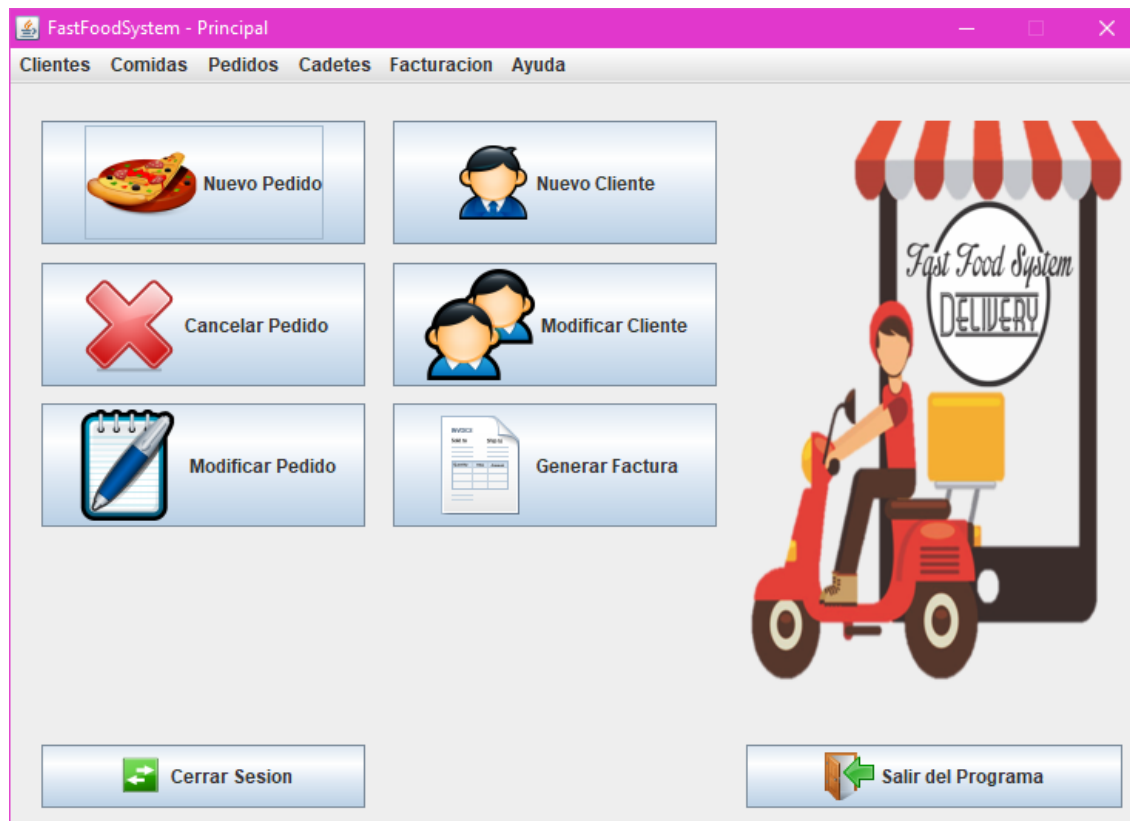 FastFoodSystem - Principal
Clientes Comidas Pedidos Cadetes Facturacion Ayuda
Nuevo Pedido
Nuevo Cliente
Cancelar Pedido
Modificar Cliente
Modificar Pedido
INVOICE
Generar Factura
Fast Food System
DELIVERY
Cerrar Sesion
Salir del Programa